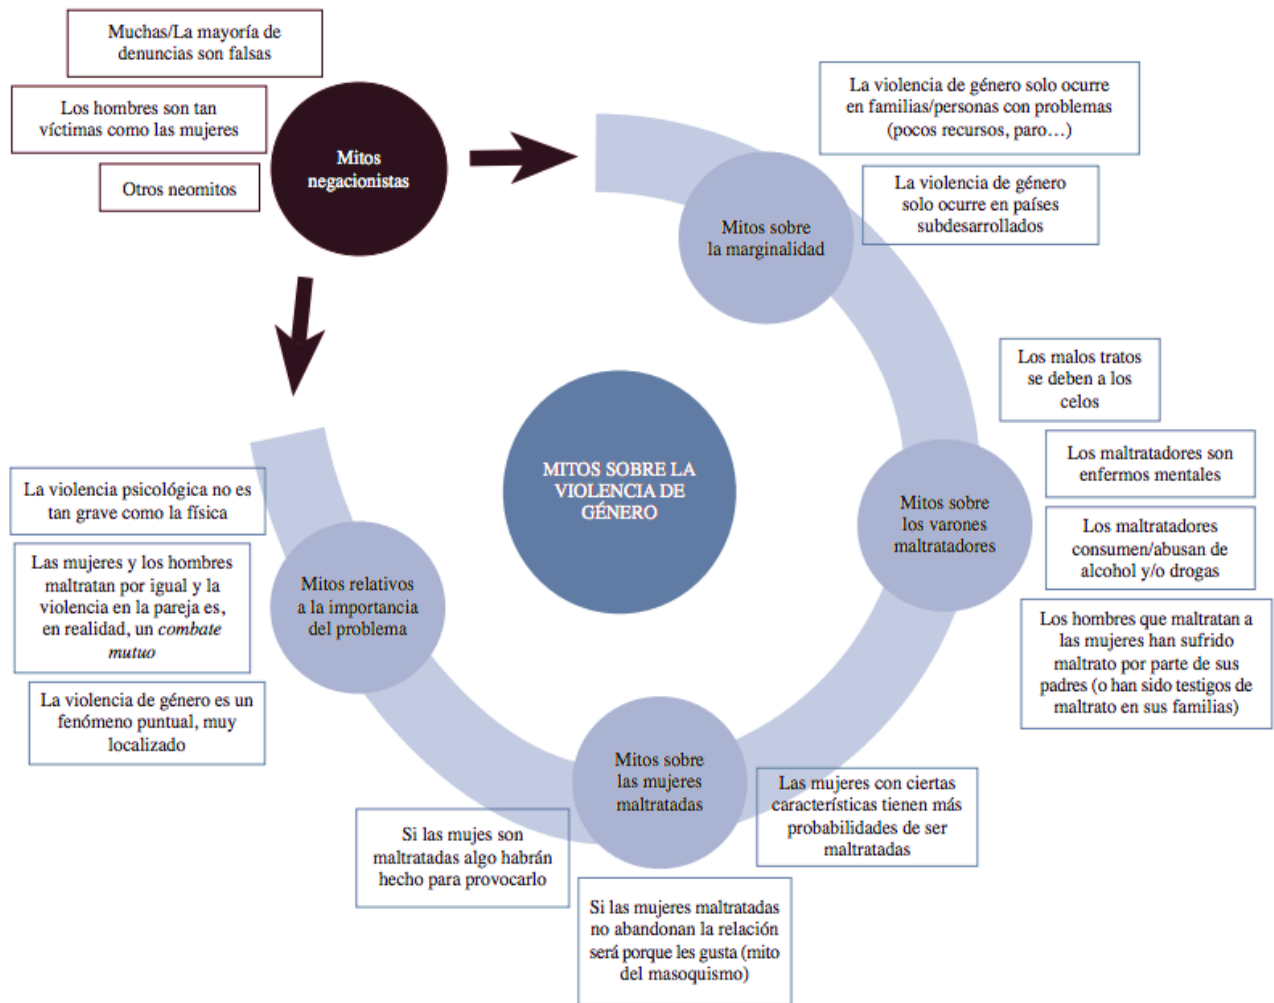 Muchas/La mayoría de
denuncias son falsas
Los hombres son tan
víctimas como las mujeres
Otros neomitos
Mitos
negacionistas
La violencia de género solo ocurre
en familias/personas con problemas
(pocos recursos, paro…)
La violencia de género
solo ocurre en países
subdesarrollados
Mitos sobre
la marginalidad
Los malos tratos
se deben a los
celos
Los maltratadores son
enfermos mentales
Los maltratadores
consumen/abusan de
alcohol y/o drogas
Los hombres que maltratan a
las mujeres han sufrido
maltrato por parte de sus
padres (o han sido testigos de
maltrato en sus familias)
Mitos sobre
los varones
maltratadores
MITOS SOBRE LA
VIOLENCIA DE
GÉNERO
La violencia psicológica no es
tan grave como la física
Las mujeres y los hombres
maltratan por igual y la
violencia en la pareja es,
en realidad, un combate
mutuo
La violencia de género es un
fenómeno puntual, muy
localizado
Mitos relativos
a la importancia
del problema
Mitos sobre
las mujeres
maltratadas
Las mujeres con ciertas
características tienen más
probabilidades de ser
maltratadas
Si las mujes son
maltratadas algo habrán
hecho para provocarlo
Si las mujeres maltratadas
no abandonan la relación
será porque les gusta (mito
del masoquismo)